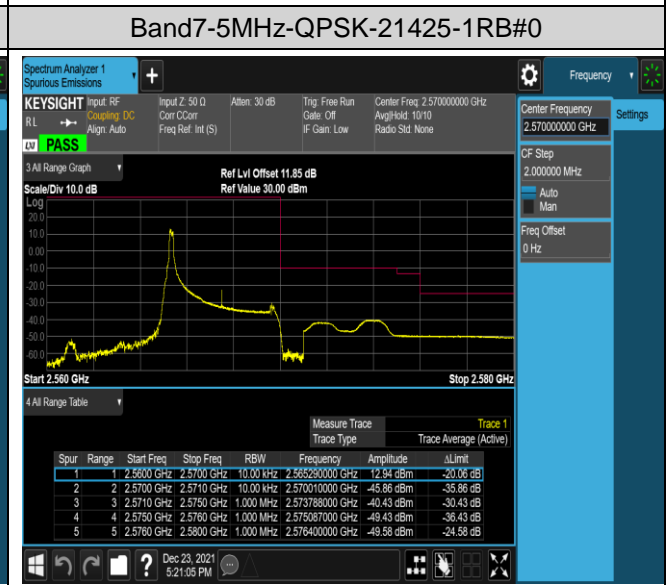 Band7-5MHz-QPSK-21425-1RB#0
Spectrum Analyzer 1
Spurious Emissions
Frequency
KEYSIGHT
RL
PASS
Input: RF
Coupling: DC
Align: Auto
Input Z: 50 Ω
Corr CCorr
Freq Ref: Int (S)
Atten: 30 dB
Trig: Free Run
Gate: Off
IF Gain: Low
Center Freq: 2.570000000 GHz
Avg|Hold: 10/10
Radio Std: None
Center Frequency
2.570000000 GHz
Settings
CF Step
2.000000 MHz
Auto
Man
Freq Offset
0 Hz
3 All Range Graph
Ref Lvl Offset 11.85 dB
Scale/Div 10.0 dB
Ref Value 30.00 dBm
Log
20.0
10.0
0.00
-10.0
-20.0
-30.0
-40.0
-50.0
-60.0
Start 2.560 GHz
Stop 2.580 GHz
4 All Range Table
Measure Trace Trace 1
Trace Type Trace Average (Active)
Spur Range Start Freq Stop Freq RBW Frequency Amplitude ΔLimit
1 1 2.5600 GHz 2.5700 GHz 10.00 kHz 2.565290000 GHz 12.94 dBm -20.06 dB
2 2 2.5700 GHz 2.5710 GHz 10.00 kHz 2.570010000 GHz -45.86 dBm -35.86 dB
3 3 2.5710 GHz 2.5750 GHz 1.000 MHz 2.573788000 GHz -40.43 dBm -30.43 dB
4 4 2.5750 GHz 2.5760 GHz 1.000 MHz 2.575087000 GHz -49.43 dBm -36.43 dB
5 5 2.5760 GHz 2.5800 GHz 1.000 MHz 2.576400000 GHz -49.58 dBm -24.58 dB
Dec 23, 2021
5:21:05 PM